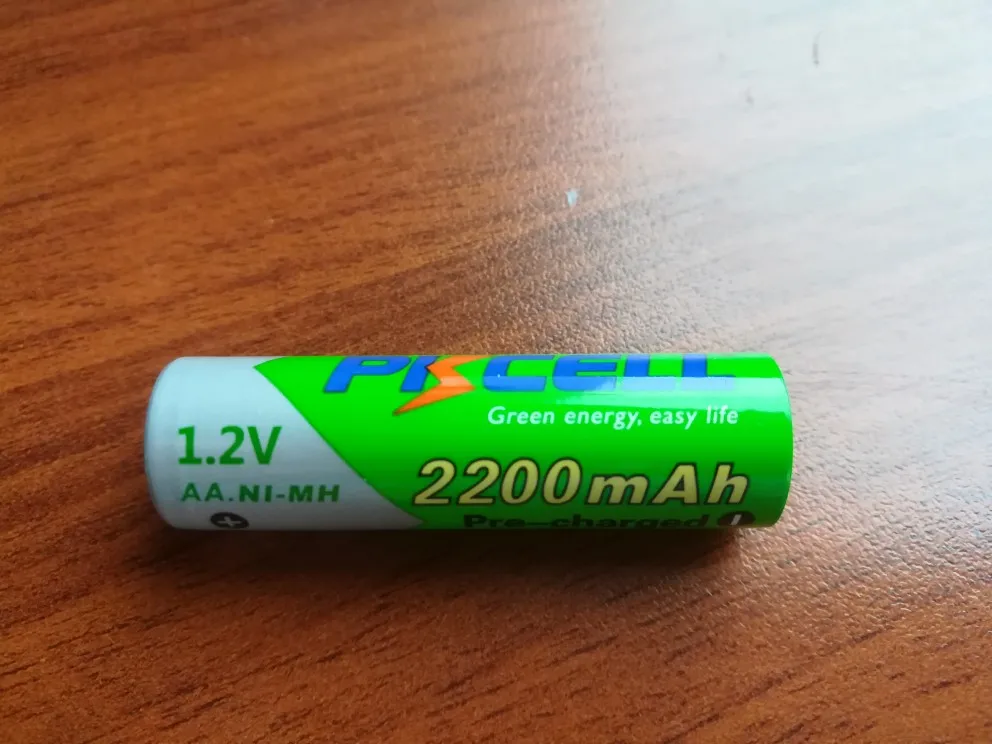 PKCELL
Green energy, easy life
1.2V
2200mAh
AA.NI-MH
Pre-charged